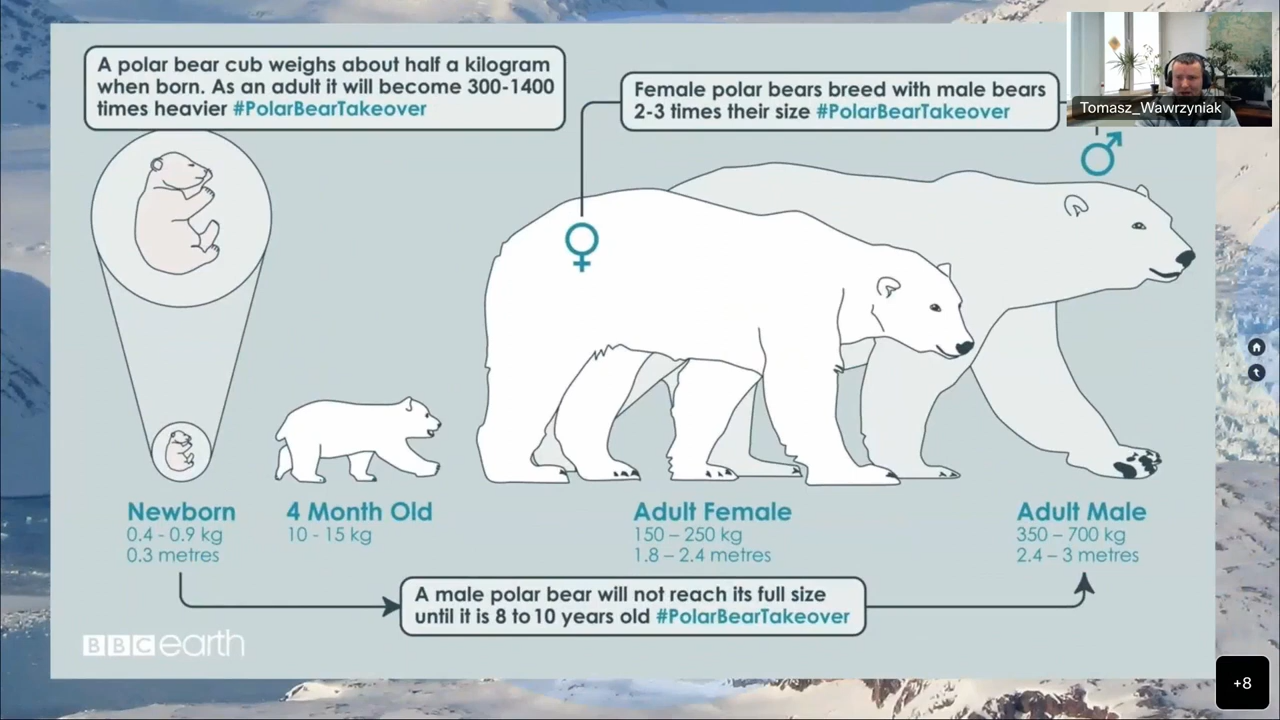 A polar bear cub weighs about half a kilogram
when born. As an adult it will become 300-1400
times heavier #PolarBearTakeover
Female polar bears breed with male bears
2-3 times their size #PolarBearTakeover
Tomasz_Wawrzyniak
Newborn
0.4 - 0.9 kg
0.3 metres
4 Month Old
10 - 15 kg
Adult Female
150 – 250 kg
1.8 – 2.4 metres
Adult Male
350 – 700 kg
2.4 – 3 metres
A male polar bear will not reach its full size
until it is 8 to 10 years old #PolarBearTakeover
BBC earth
+8